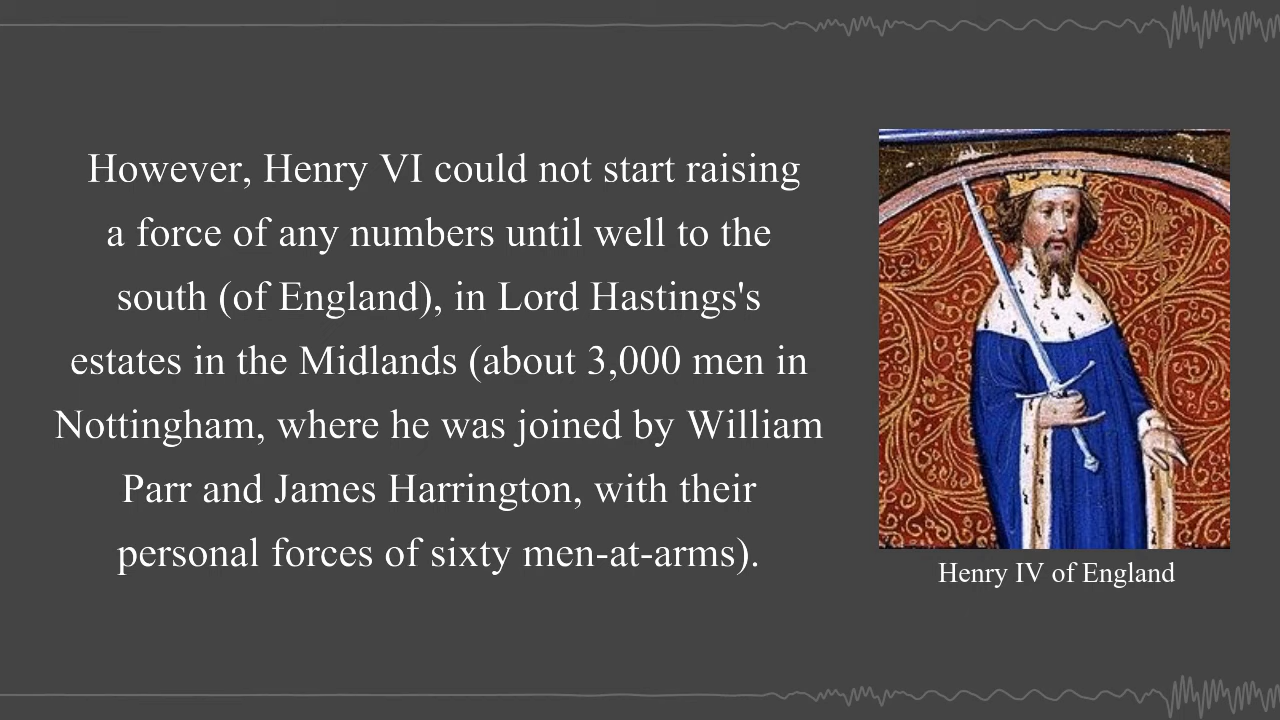 However, Henry VI could not start raising
a force of any numbers until well to the
south (of England), in Lord Hastings's
estates in the Midlands (about 3,000 men in
Nottingham, where he was joined by William
Parr and James Harrington, with their
personal forces of sixty men-at-arms).
Henry IV of England